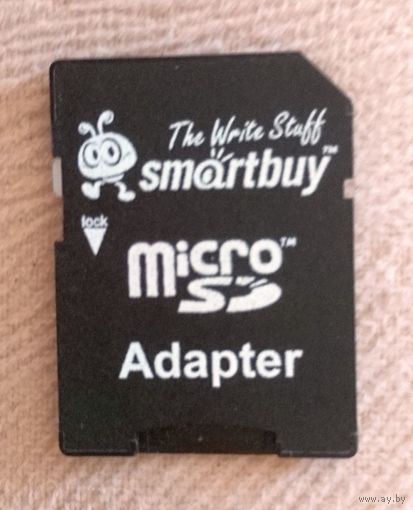 The Write Stuff
smartbuy™
lock
micro™
SD
Adapter
www.ay.by